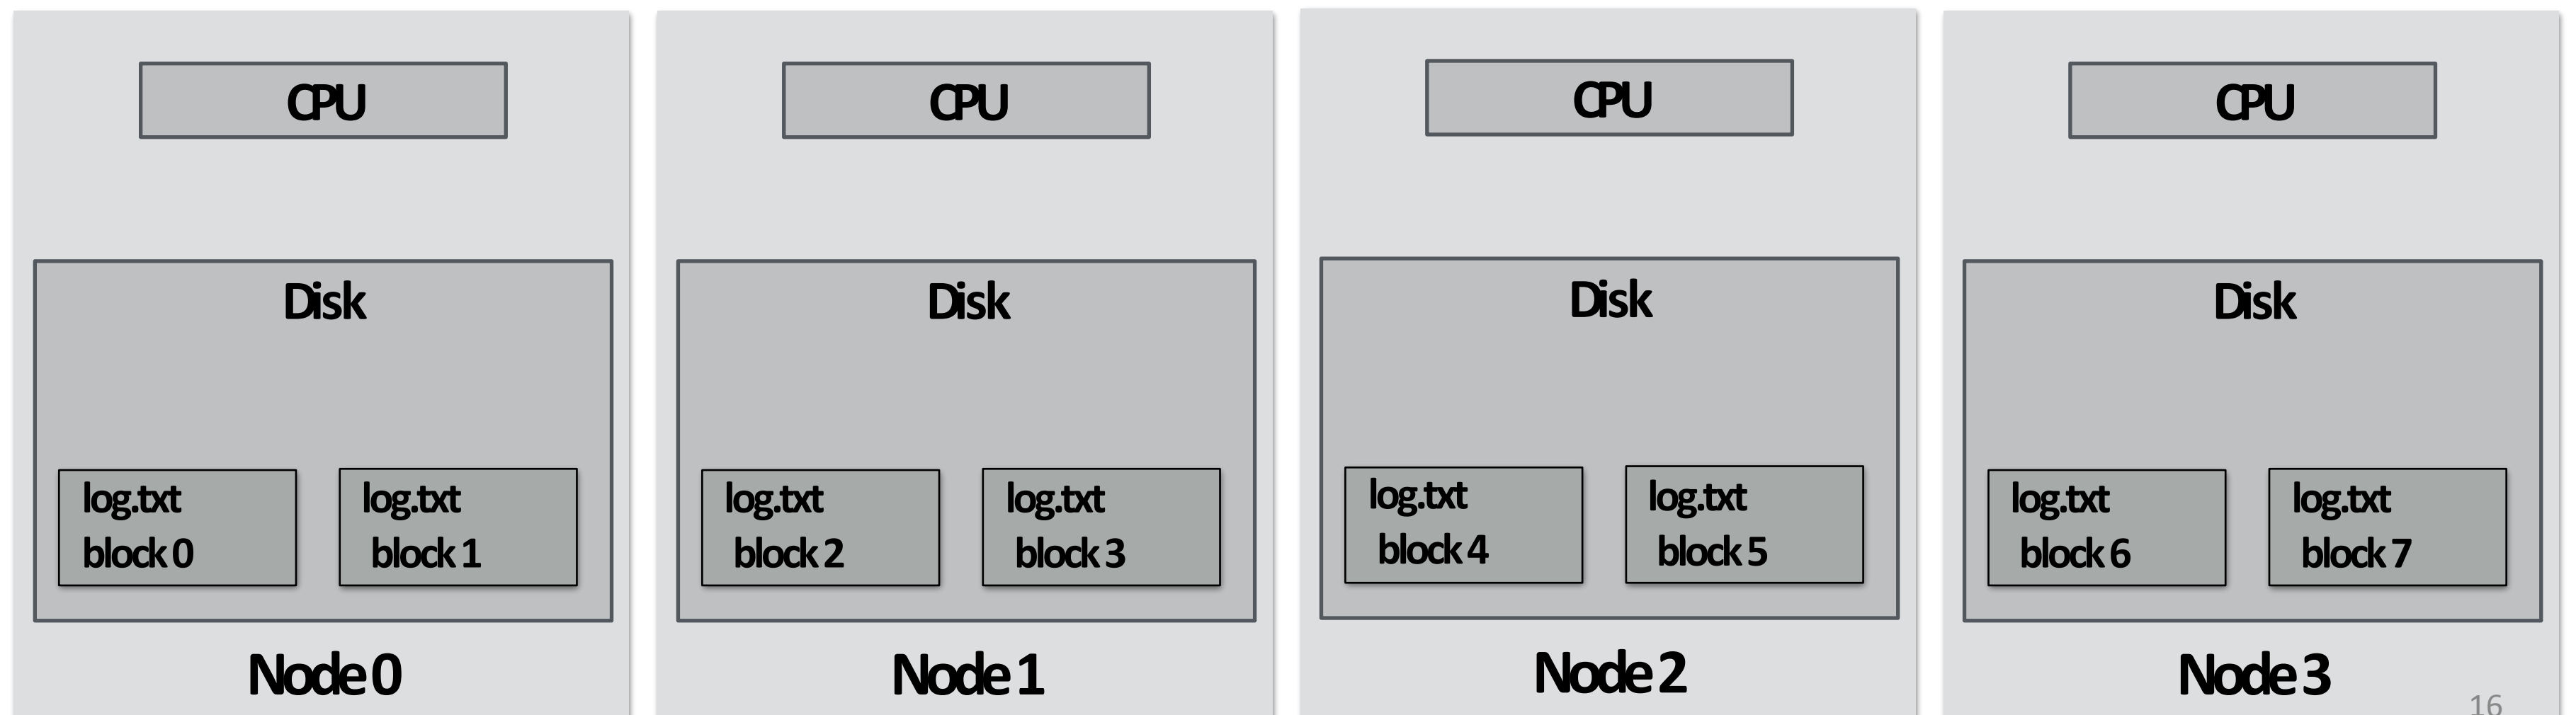 CPU
Disk
log.txt
block 0
log.txt
block 1
Node 0
CPU
Disk
log.txt
block 2
log.txt
block 3
Node 1
CPU
Disk
log.txt
block 4
log.txt
block 5
Node 2
CPU
Disk
log.txt
block 6
log.txt
block 7
Node 3
16